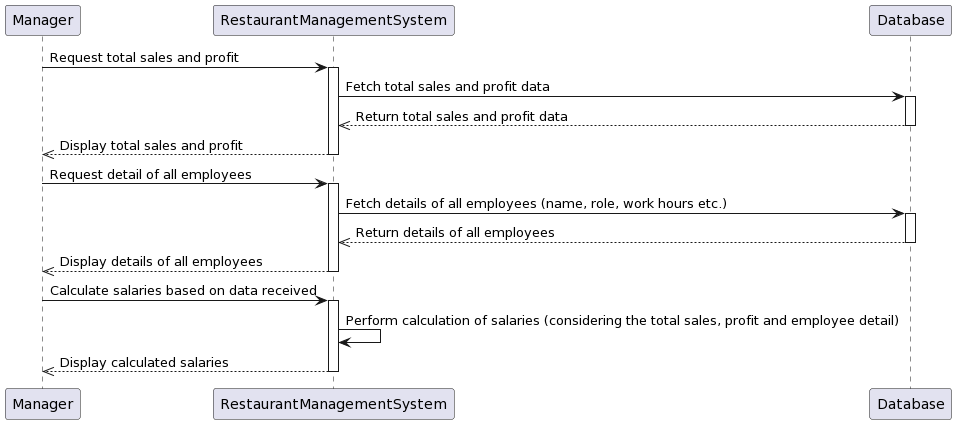 Manager
RestaurantManagementSystem
Database
Request total sales and profit
Fetch total sales and profit data
Return total sales and profit data
Display total sales and profit
Request detail of all employees
Fetch details of all employees (name, role, work hours etc.)
Return details of all employees
Display details of all employees
Calculate salaries based on data received
Perform calculation of salaries (considering the total sales, profit and employee detail)
Display calculated salaries
Manager
RestaurantManagementSystem
Database